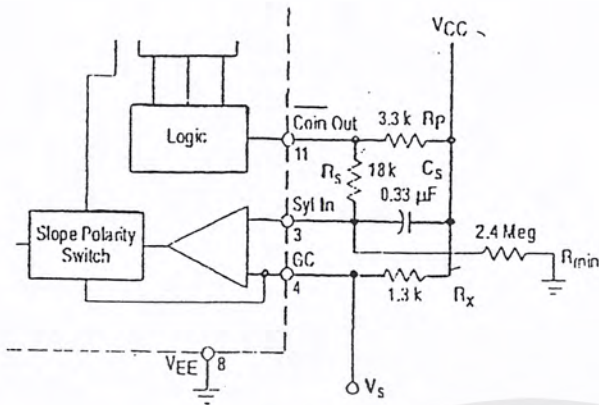 VCC
Coin Out
3.3 k Rp
Logic
11
Rs
18k
Cs
0.33 µF
Syl In
3
2.4 Meg
Slope Polarity
Switch
GC
4
Rmin
1.3 k
Rx
VEE
8
Vs